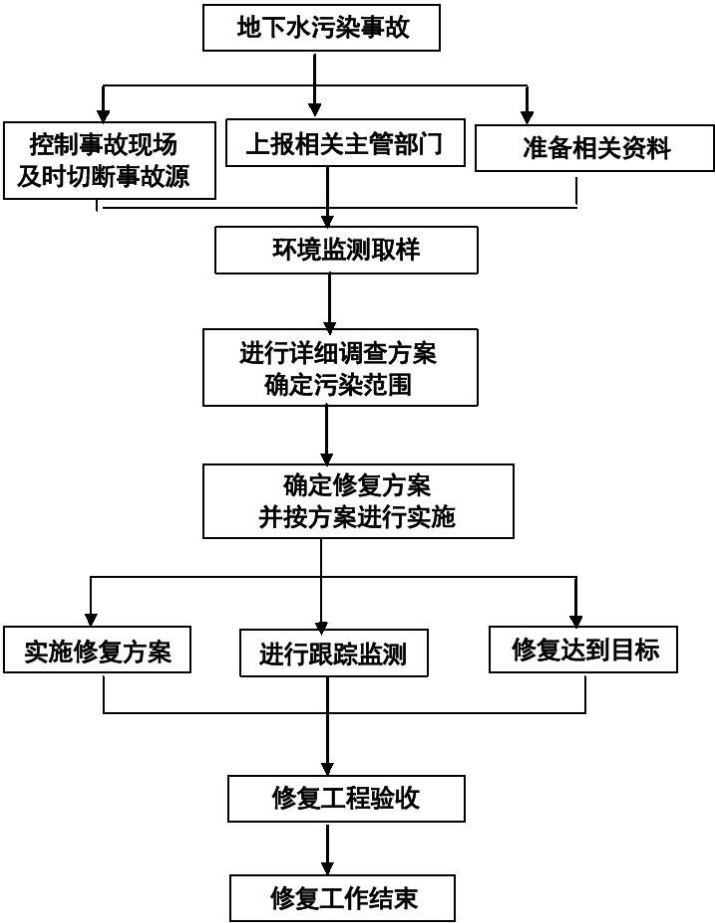 地下水污染事故
控制事故现场
及时切断事故源
上报相关主管部门
准备相关资料
环境监测取样
进行详细调查方案
确定污染范围
确定修复方案
并按方案进行实施
实施修复方案
进行跟踪监测
修复达到目标
修复工程验收
修复工作结束